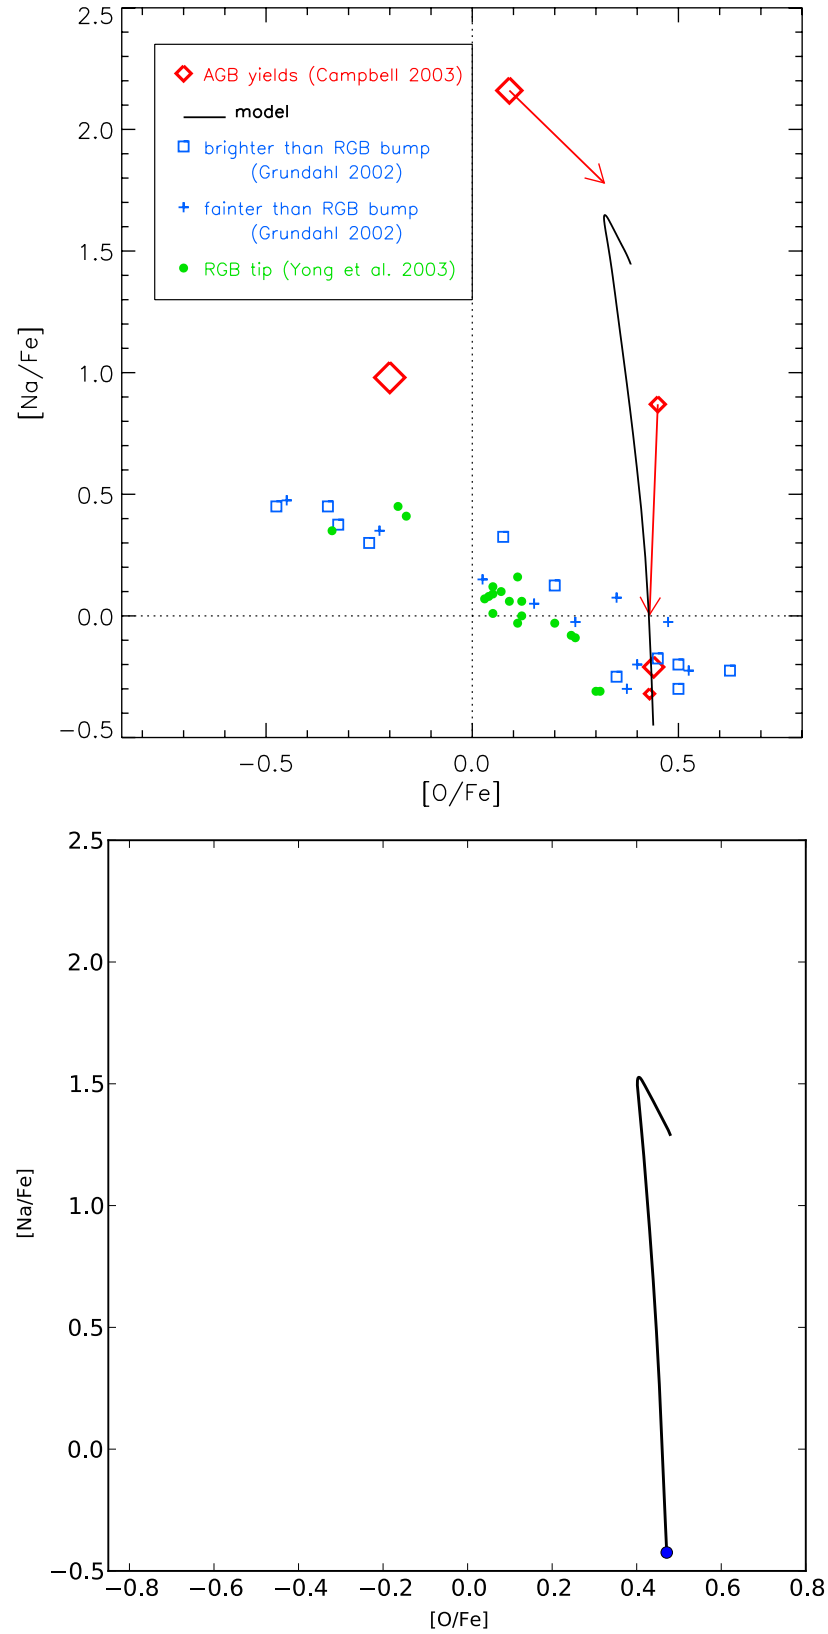 2.5
2.0
1.5
1.0
0.5
0.0
−0.5
[Na/Fe]
AGB yields (Campbell 2003)
model
brighter than RGB bump
(Grundahl 2002)
fainter than RGB bump
(Grundahl 2002)
RGB tip (Yong et al. 2003)
−0.5 0.0 0.5
[O/Fe]
2.5
2.0
1.5
1.0
0.5
0.0
−0.5
[Na/Fe]
−0.8 −0.6 −0.4 −0.2 0.0 0.2 0.4 0.6 0.8
[O/Fe]